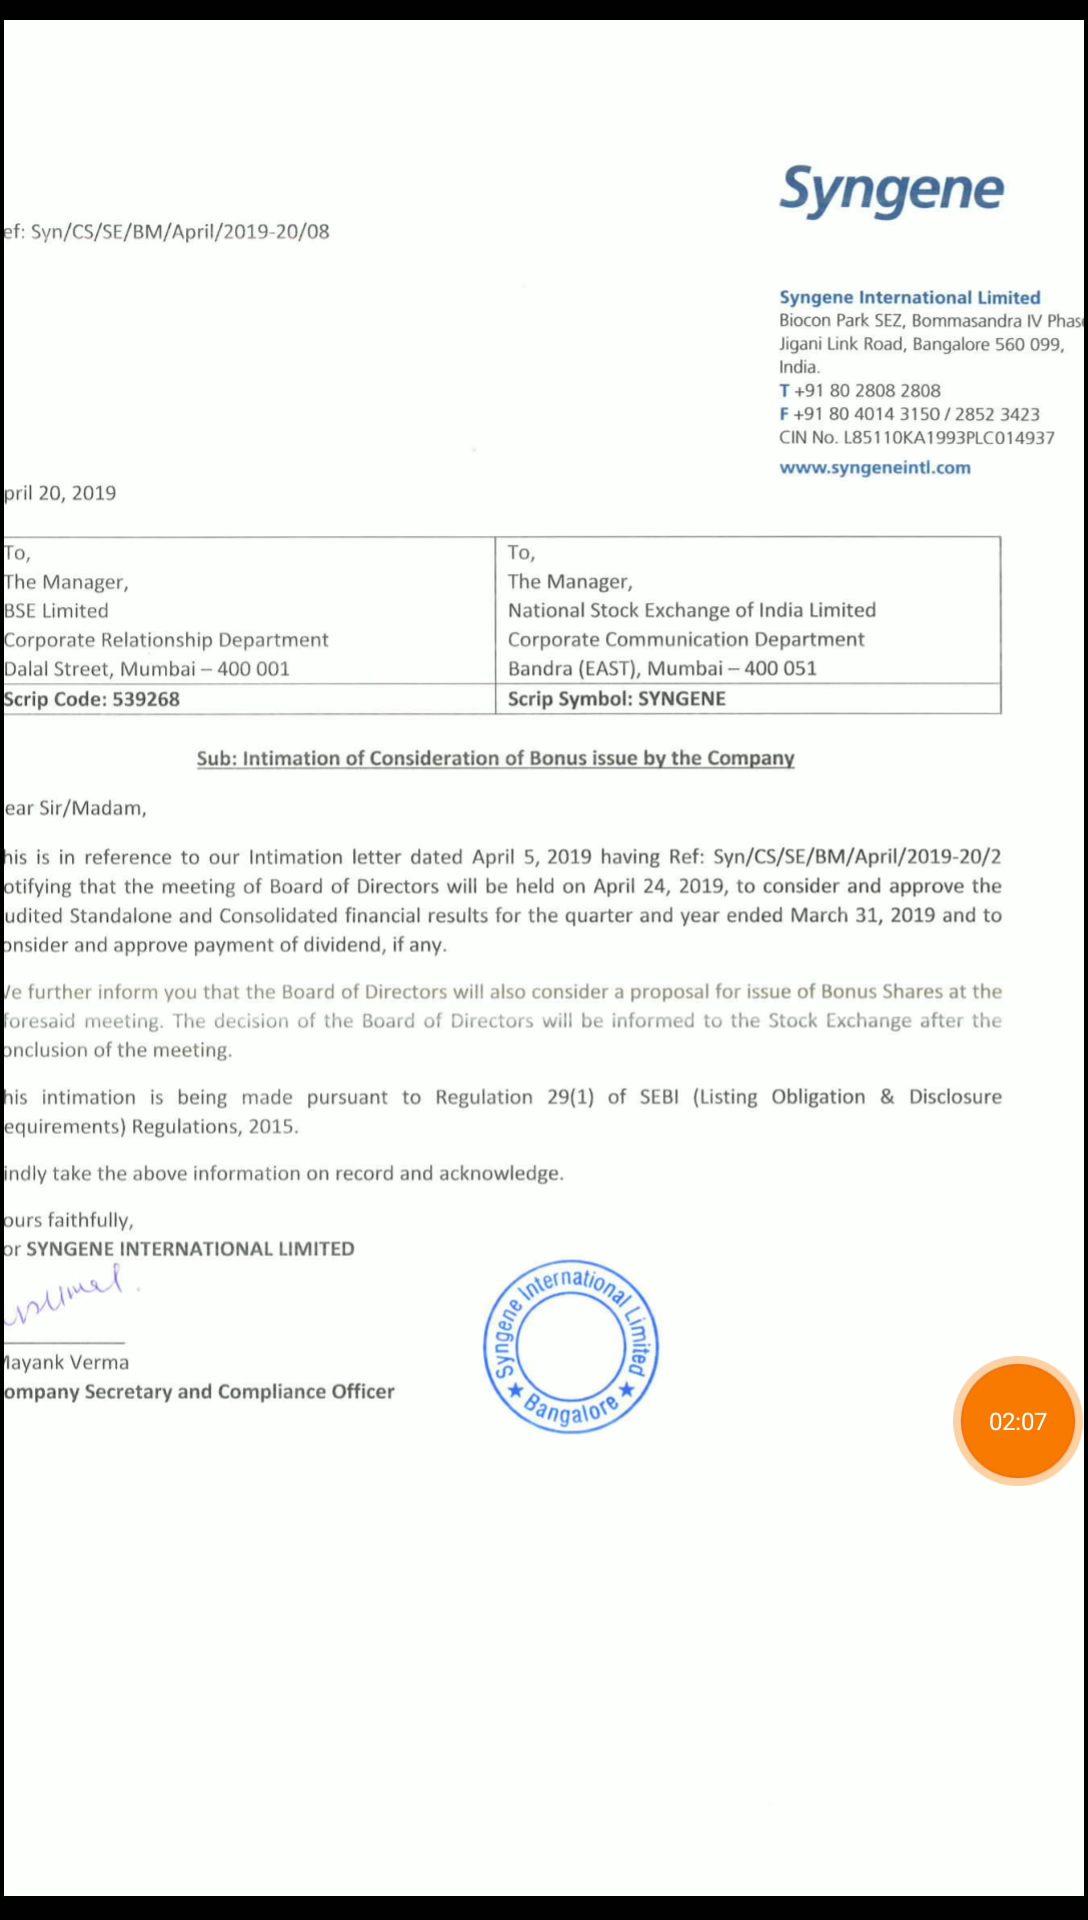 Syngene
ef: Syn/CS/SE/BM/April/2019-20/08
Syngene International Limited
Biocon Park SEZ, Bommasandra IV Phas
Jigani Link Road, Bangalore 560 099,
India.
T +91 80 2808 2808
F +91 80 4014 3150 / 2852 3423
CIN No. L85110KA1993PLC014937
www.syngeneintl.com
pril 20, 2019
To,
The Manager,
BSE Limited
Corporate Relationship Department
Dalal Street, Mumbai – 400 001
Scrip Code: 539268
To,
The Manager,
National Stock Exchange of India Limited
Corporate Communication Department
Bandra (EAST), Mumbai – 400 051
Scrip Symbol: SYNGENE
Sub: Intimation of Consideration of Bonus issue by the Company
ear Sir/Madam,
his is in reference to our Intimation letter dated April 5, 2019 having Ref: Syn/CS/SE/BM/April/2019-20/2
otifying that the meeting of Board of Directors will be held on April 24, 2019, to consider and approve the
udited Standalone and Consolidated financial results for the quarter and year ended March 31, 2019 and to
onsider and approve payment of dividend, if any.
e further inform you that the Board of Directors will also consider a proposal for issue of Bonus Shares at the
foresaid meeting. The decision of the Board of Directors will be informed to the Stock Exchange after the
onclusion of the meeting.
his intimation is being made pursuant to Regulation 29(1) of SEBI (Listing Obligation & Disclosure
equirements) Regulations, 2015.
indly take the above information on record and acknowledge.
ours faithfully,
or SYNGENE INTERNATIONAL LIMITED
Mayank Verma
ompany Secretary and Compliance Officer
Syngene International Limited
★ Bangalore ★
02:07